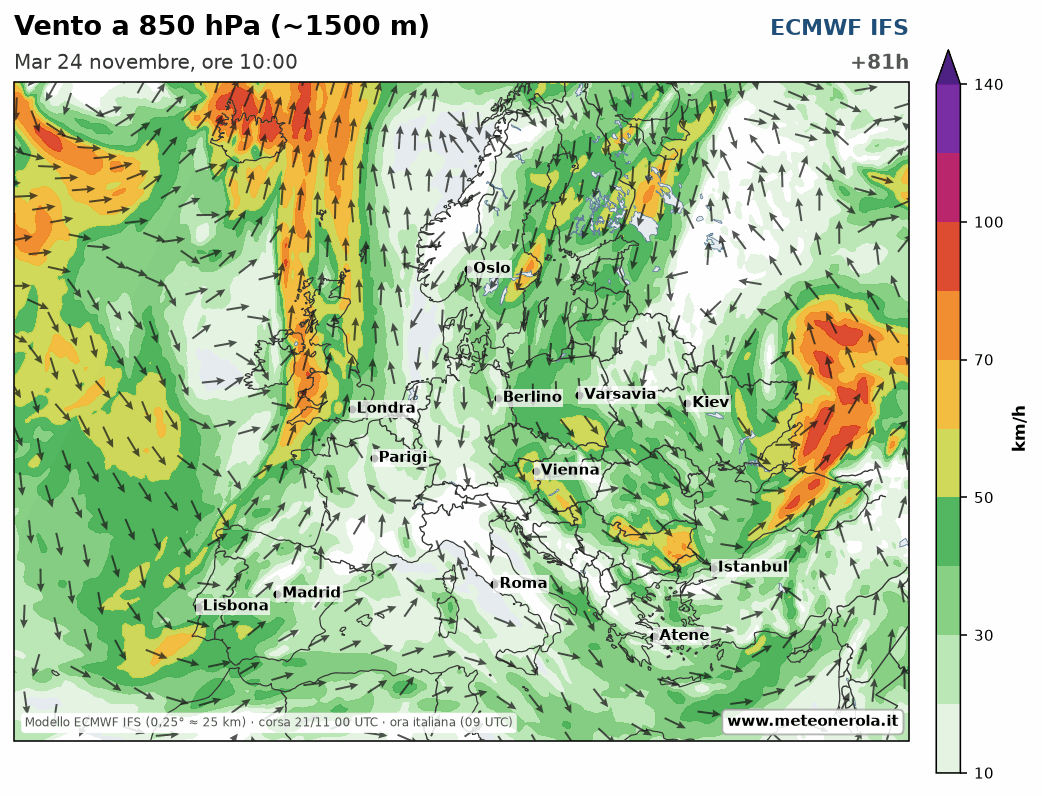 Vento a 850 hPa (~1500 m)
ECMWF IFS
Mar 24 novembre, ore 10:00
+81h
140
100
70
50
30
10
km/h
Oslo
Berlino
Varsavia
Kiev
Londra
Parigi
Vienna
Istanbul
Roma
Madrid
Lisbona
Atene
Modello ECMWF IFS (0,25° ≈ 25 km) · corsa 21/11 00 UTC · ora italiana (09 UTC)
www.meteonerola.it